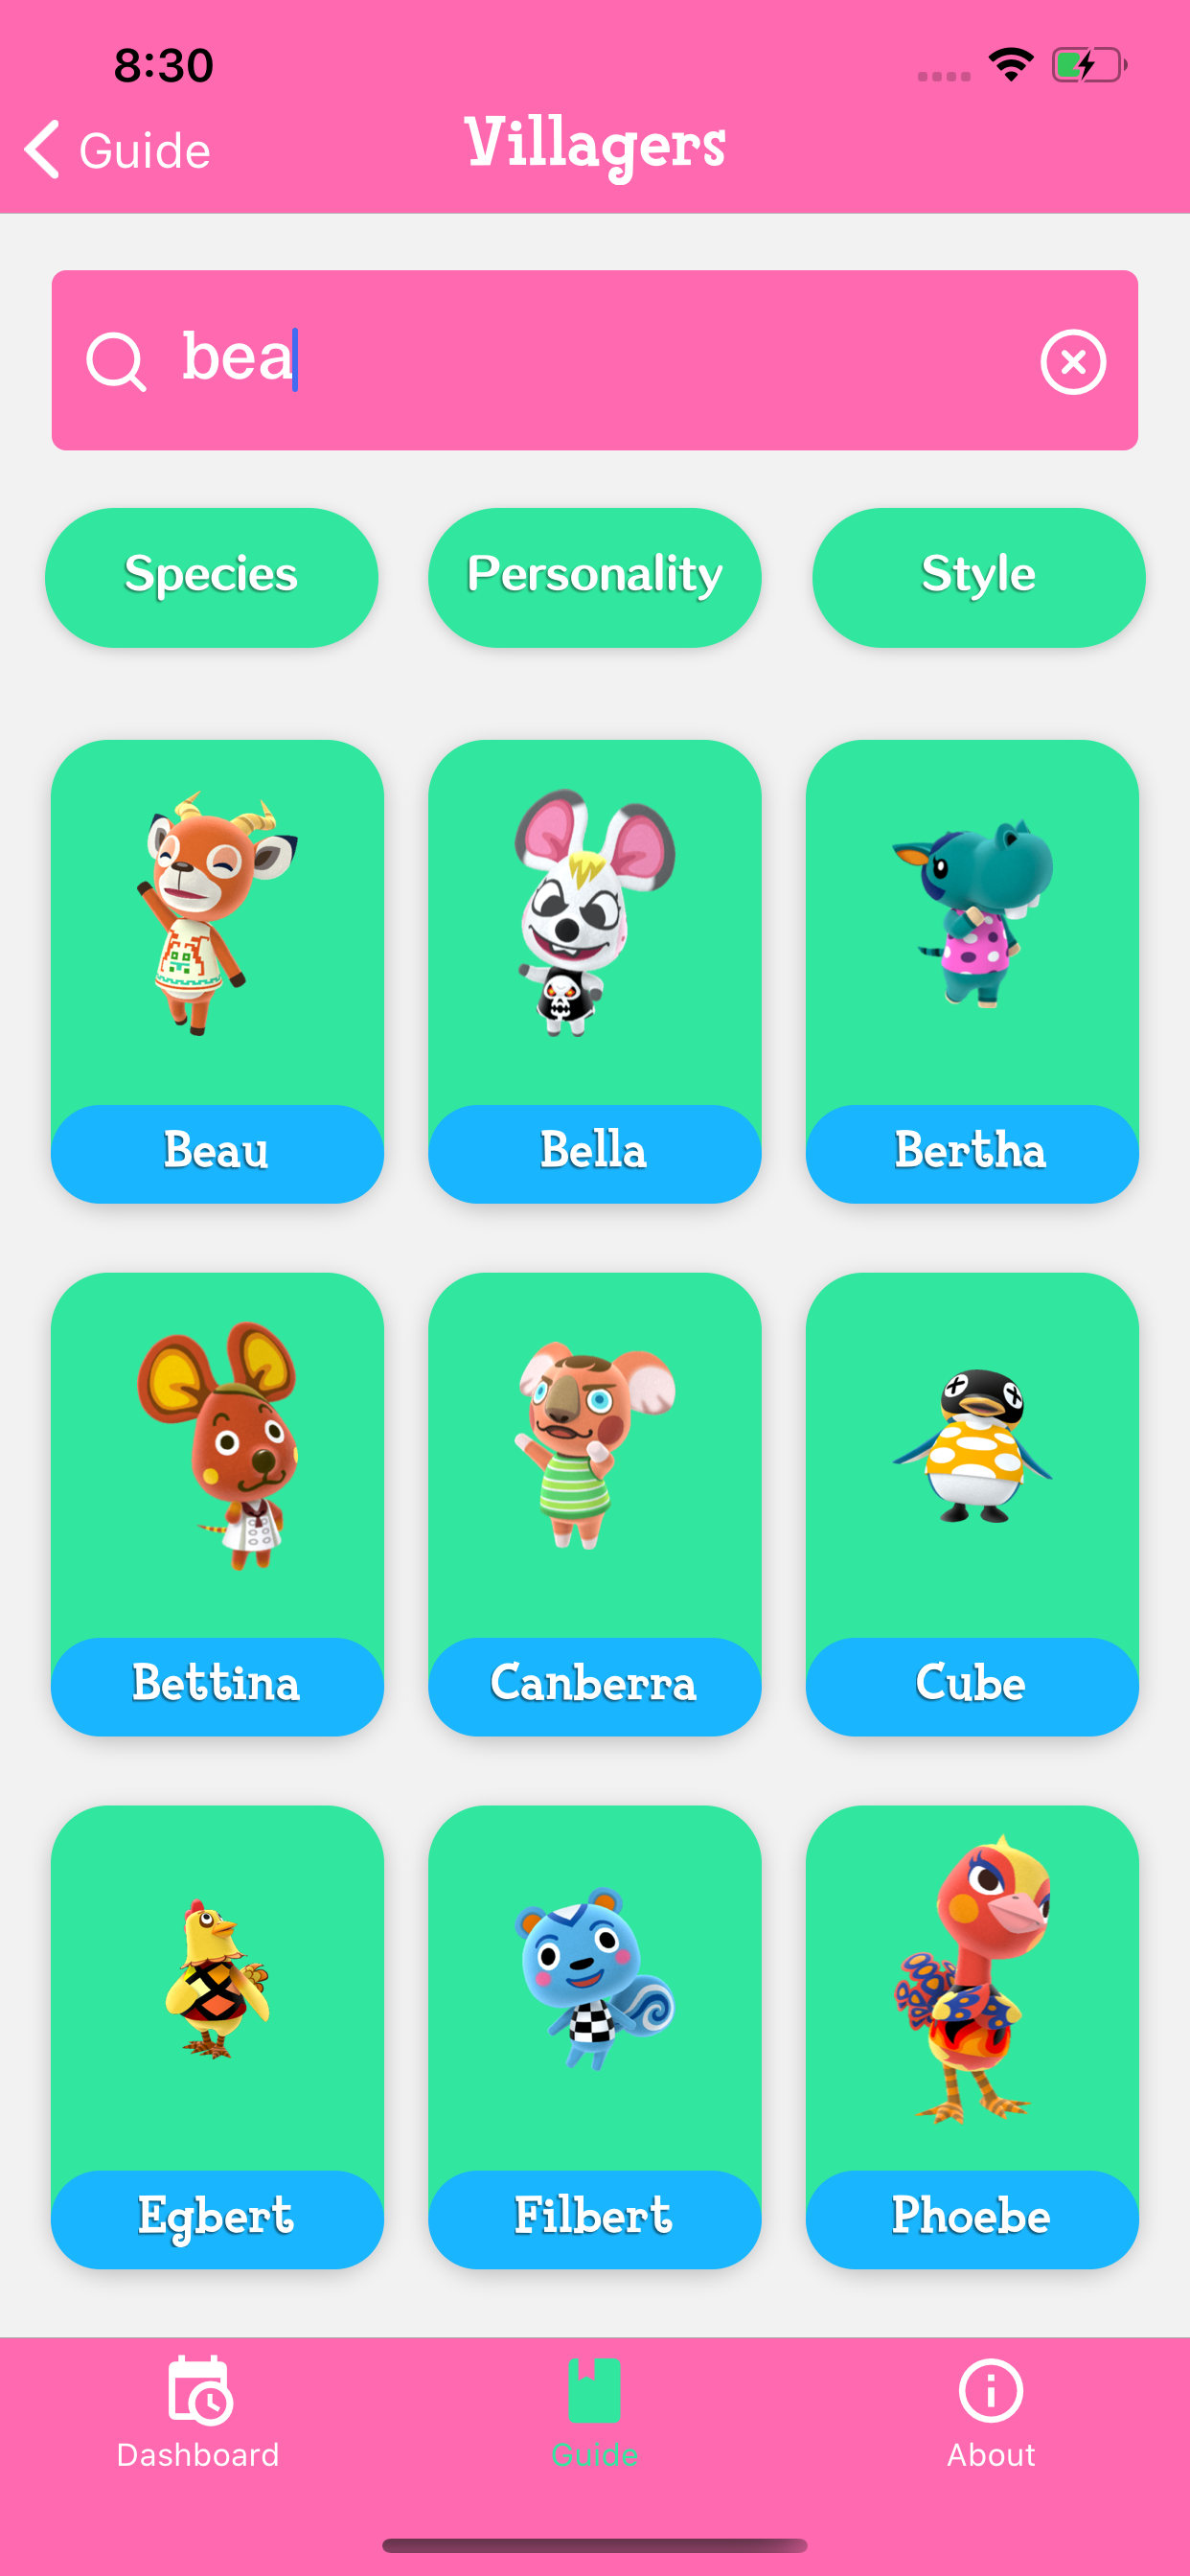 8:30
Guide
Villagers
bea
Species
Personality
Style
Beau
Bella
Bertha
Bettina
Canberra
Cube
Egbert
Filbert
Phoebe
Dashboard
Guide
About